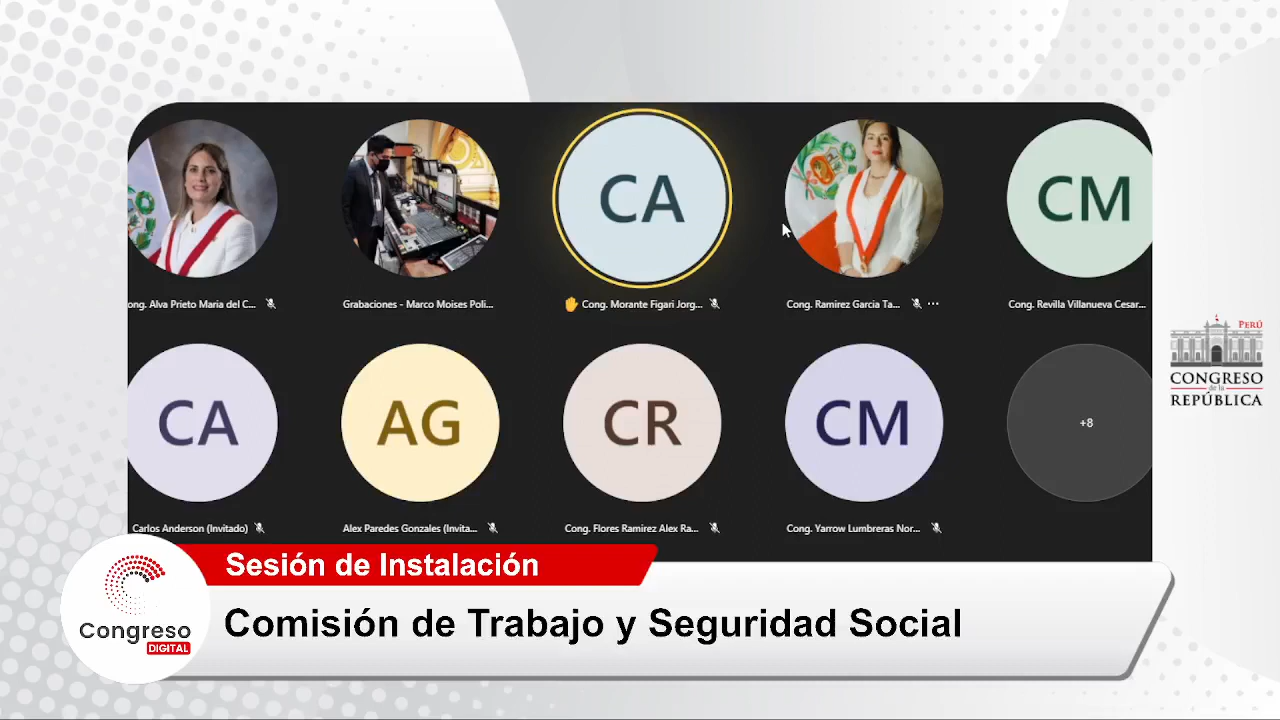 CA
CM
ong. Alva Prieto Maria del C...
Grabaciones - Marco Moises Poli...
Cong. Morante Figari Jorg...
Cong. Ramirez Garcia Ta...
...
Cong. Revilla Villanueva Cesar...
PERÚ
CONGRESO
de la
REPÚBLICA
CA
AG
CR
CM
+8
Carlos Anderson (Invitado)
Alex Paredes Gonzales (Invita...
Cong. Flores Ramirez Alex Ra...
Cong. Yarrow Lumbreras Nor...
Sesión de Instalación
Comisión de Trabajo y Seguridad Social
Congreso
DIGITAL